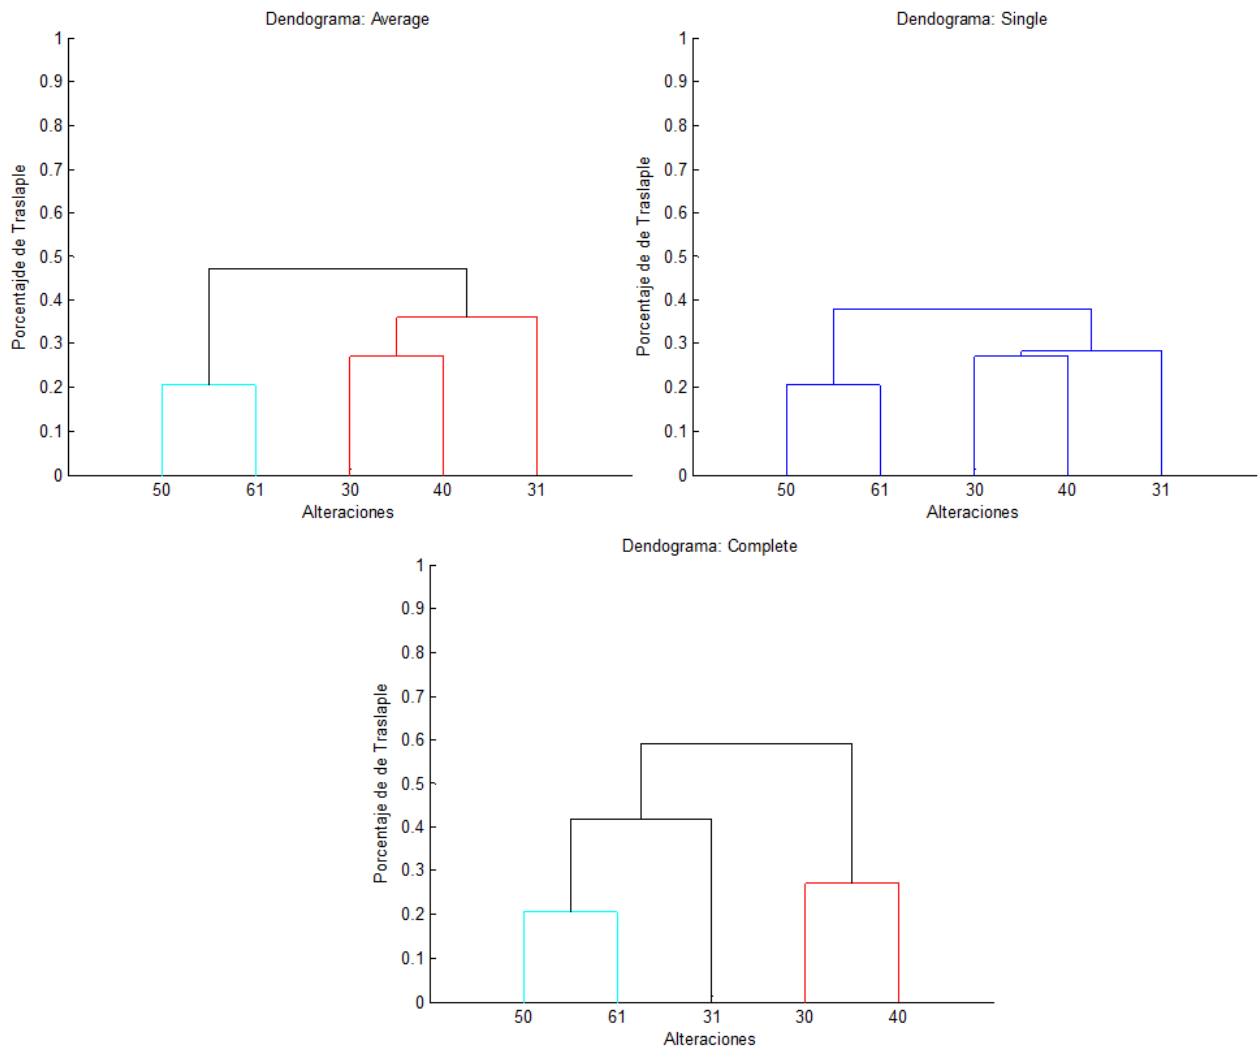 Dendograma: Average
1
0.9
0.8
0.7
0.6
0.5
0.4
0.3
0.2
0.1
0
Porcentajde de Traslaple
50 61 30 40 31
Alteraciones
Dendograma: Single
1
0.9
0.8
0.7
0.6
0.5
0.4
0.3
0.2
0.1
0
Porcentaje de de Traslaple
50 61 30 40 31
Alteraciones
Dendograma: Complete
1
0.9
0.8
0.7
0.6
0.5
0.4
0.3
0.2
0.1
0
Porcentaje de de Traslaple
50 61 31 30 40
Alteraciones